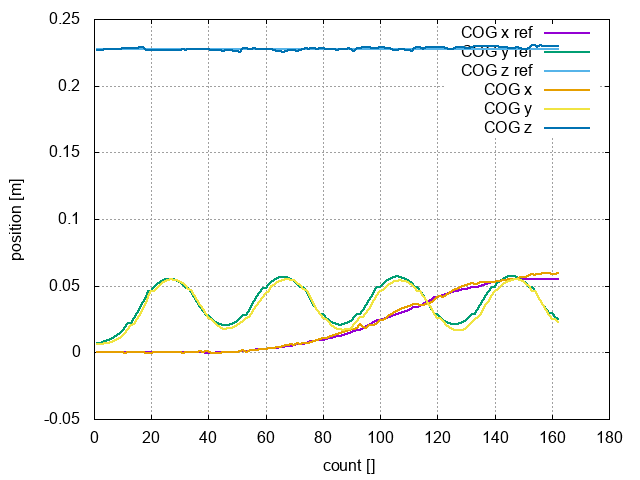 0.25
0.2
0.15
0.1
0.05
0
-0.05
position [m]
COG x ref
COG y ref
COG z ref
COG x
COG y
COG z
0 20 40 60 80 100 120 140 160 180
count []